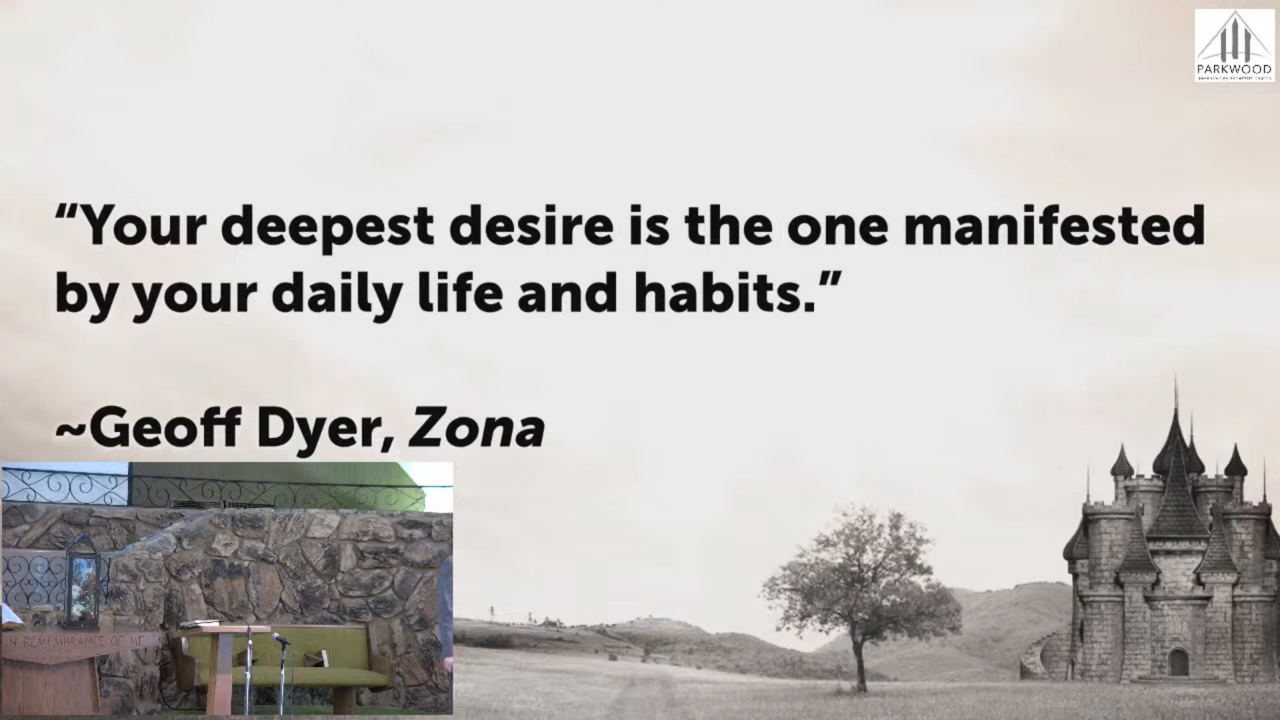 PARKWOOD
“Your deepest desire is the one manifested
by your daily life and habits.”
~Geoff Dyer, Zona
IN REMEMBRANCE OF ME